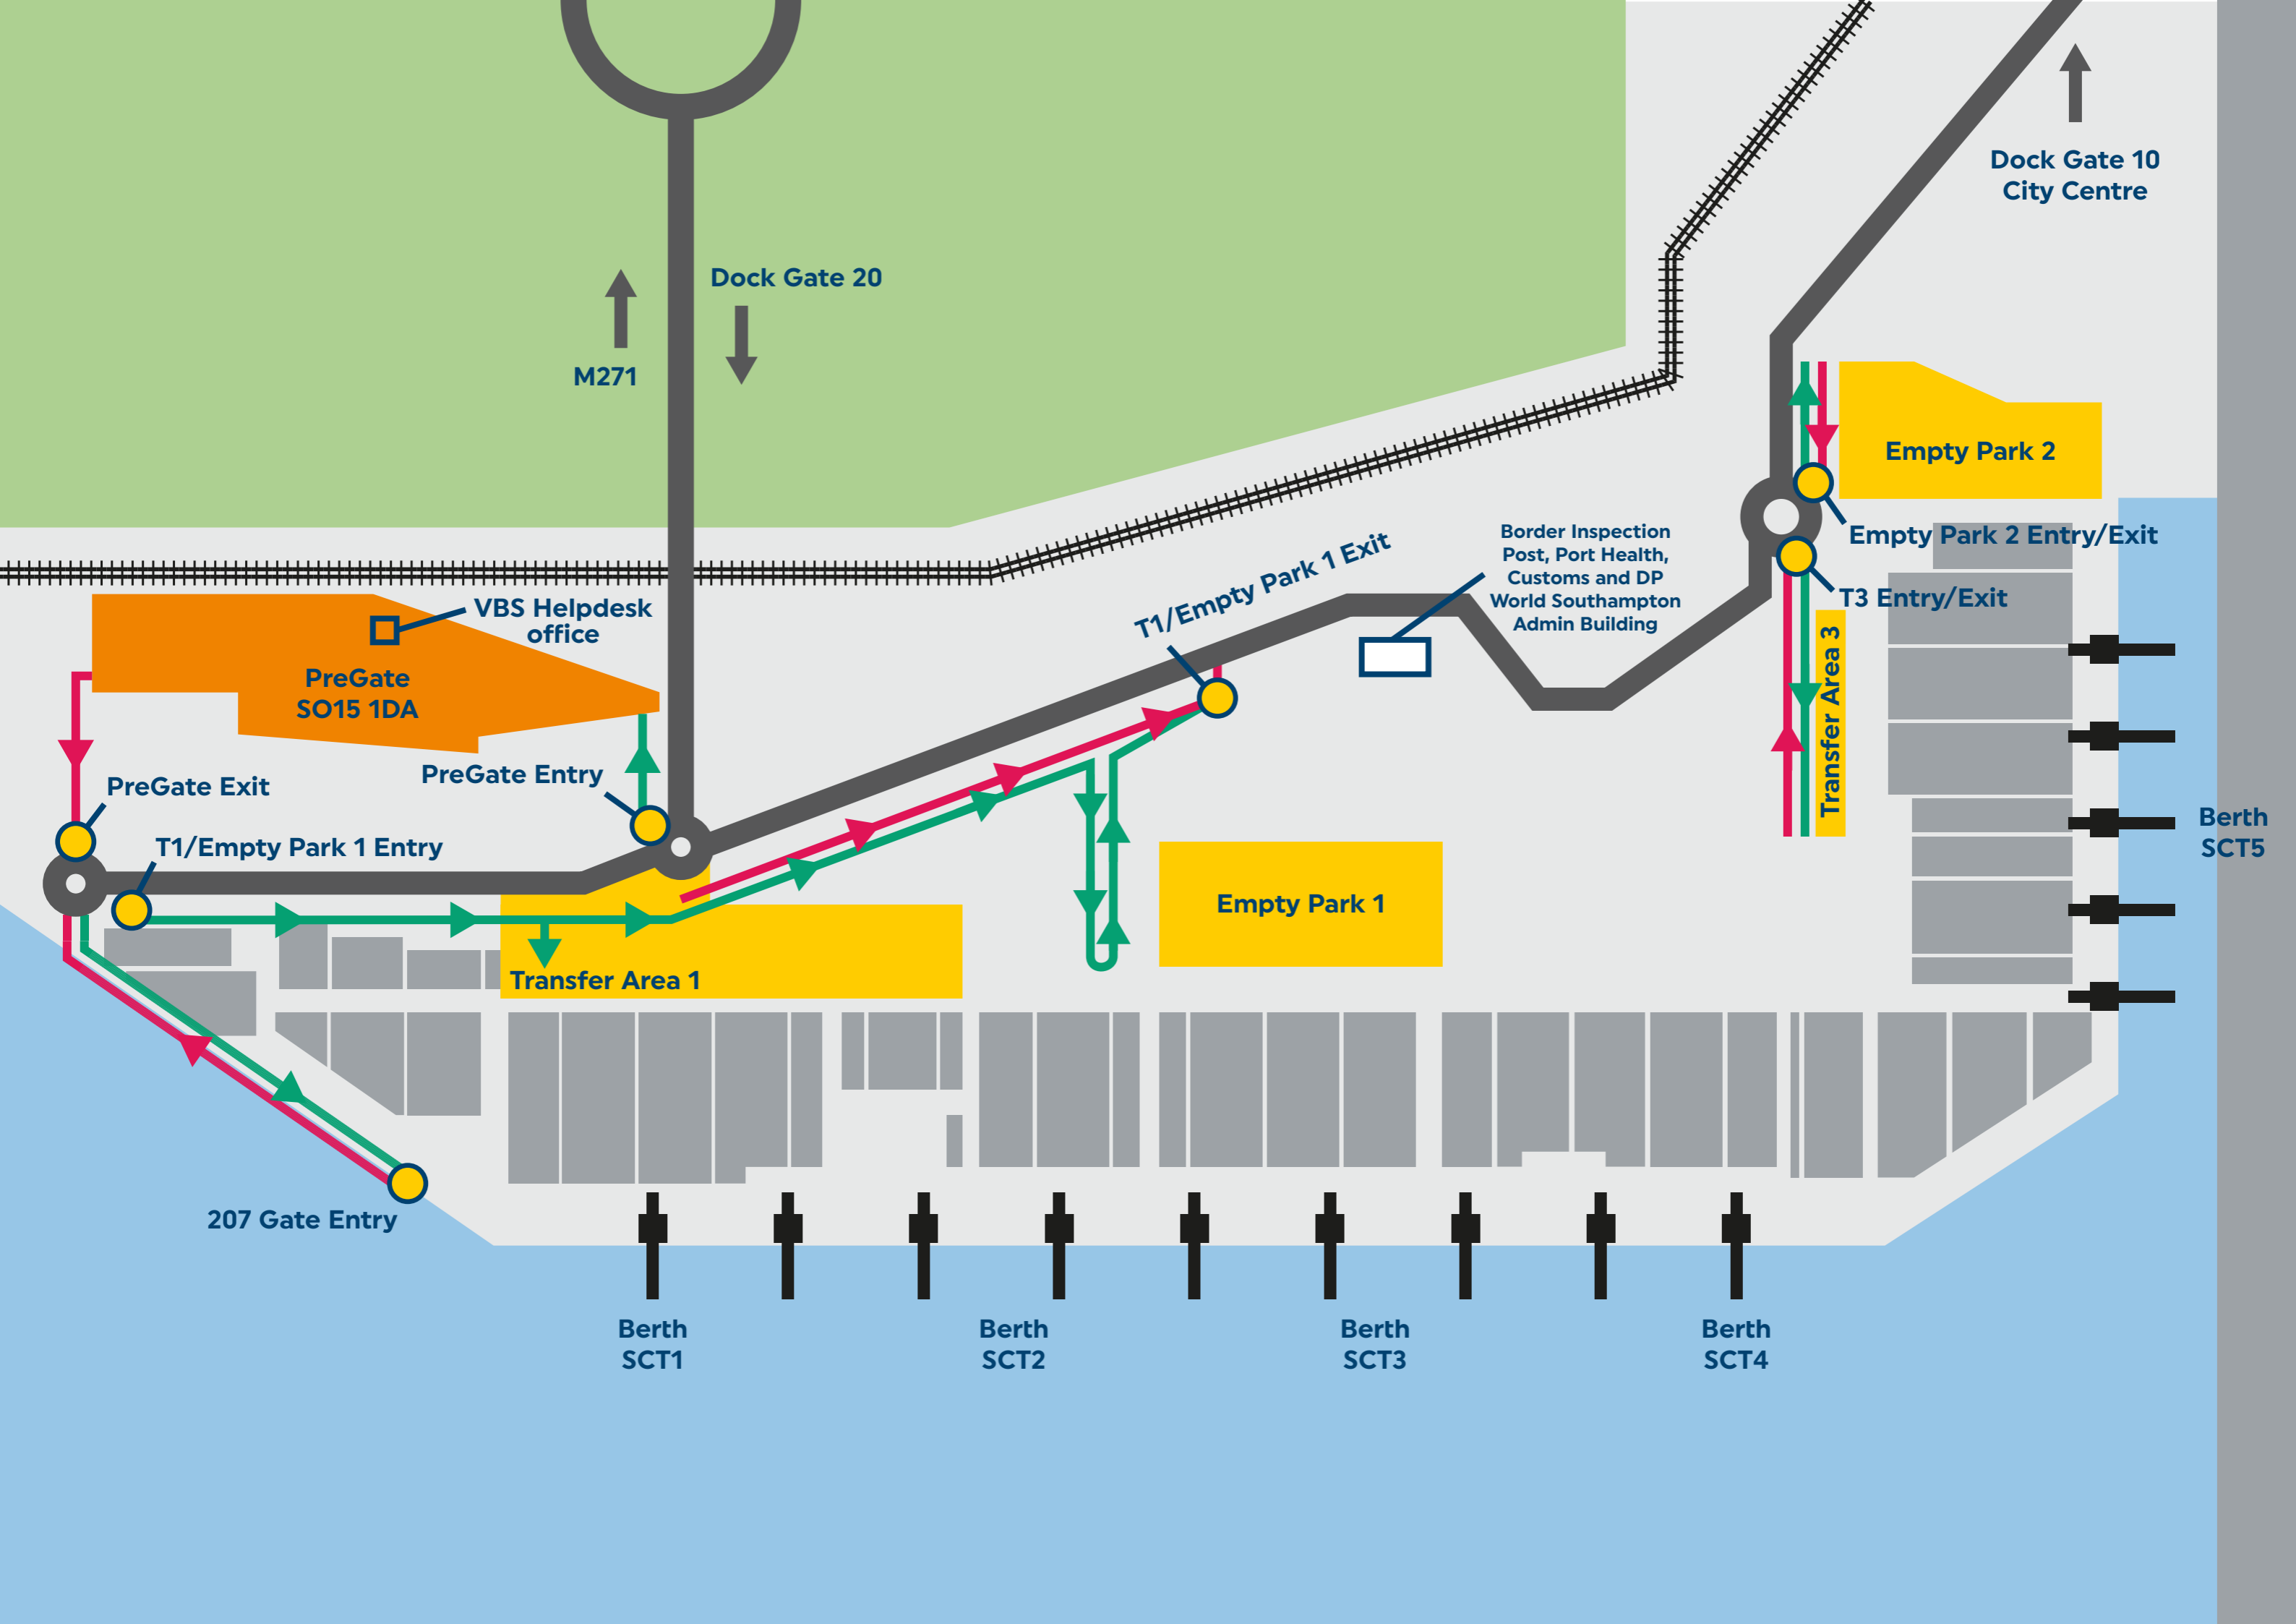 Dock Gate 10
City Centre
Dock Gate 20
M271
Empty Park 2
Empty Park 2 Entry/Exit
T3 Entry/Exit
Transfer Area 3
Border Inspection
Post, Port Health,
Customs and DP
World Southampton
Admin Building
T1/Empty Park 1 Exit
VBS Helpdesk
office
PreGate
SO15 1DA
PreGate Entry
PreGate Exit
T1/Empty Park 1 Entry
Berth
SCT5
Empty Park 1
Transfer Area 1
207 Gate Entry
Berth
SCT1
Berth
SCT2
Berth
SCT3
Berth
SCT4